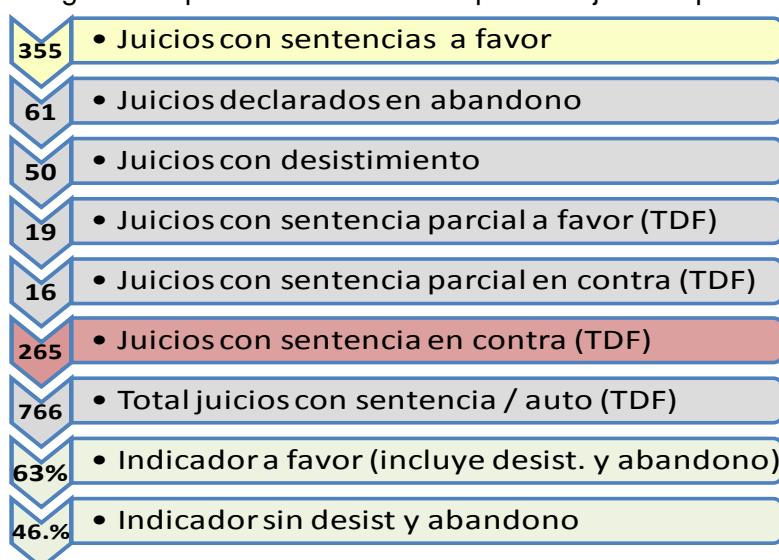 355 • Juicios con sentencias a favor
61 • Juicios declarados en abandono
50 • Juicios con desistimiento
19 • Juicios con sentencia parcial a favor (TDF)
16 • Juicios con sentencia parcial en contra (TDF)
265 • Juicios con sentencia en contra (TDF)
766 • Total juicios con sentencia / auto (TDF)
63% • Indicador a favor (incluye desist. y abandono)
46.% • Indicador sin desist y abandono